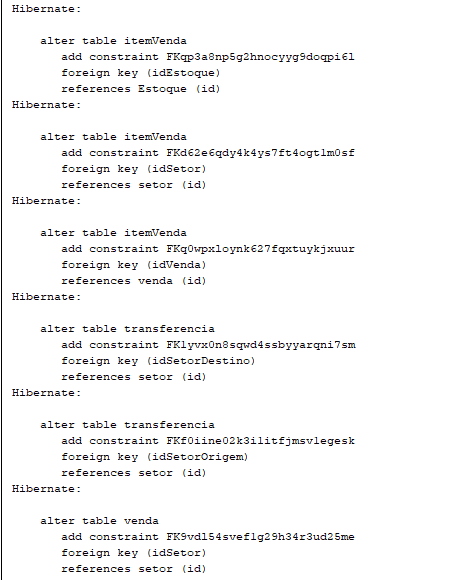 Hibernate:
alter table itemVenda
add constraint FKqp3a8np5g2hnocyyg9doqpi6l
foreign key (idEstoque)
references Estoque (id)
Hibernate:
alter table itemVenda
add constraint FKd62e6qdy4k4ys7ft4ogtlm0sf
foreign key (idSetor)
references setor (id)
Hibernate:
alter table itemVenda
add constraint FKq0wpxloynk627fqxtuykjxuur
foreign key (idVenda)
references venda (id)
Hibernate:
alter table transferencia
add constraint FKlyvx0n8sqwd4ssbyyarqni7sm
foreign key (idSetorDestino)
references setor (id)
Hibernate:
alter table transferencia
add constraint FKf0iine02k3ilitfjmsvlegesk
foreign key (idSetorOrigem)
references setor (id)
Hibernate:
alter table venda
add constraint FK9vdl54sveflg29h34r3ud25me
foreign key (idSetor)
references setor (id)